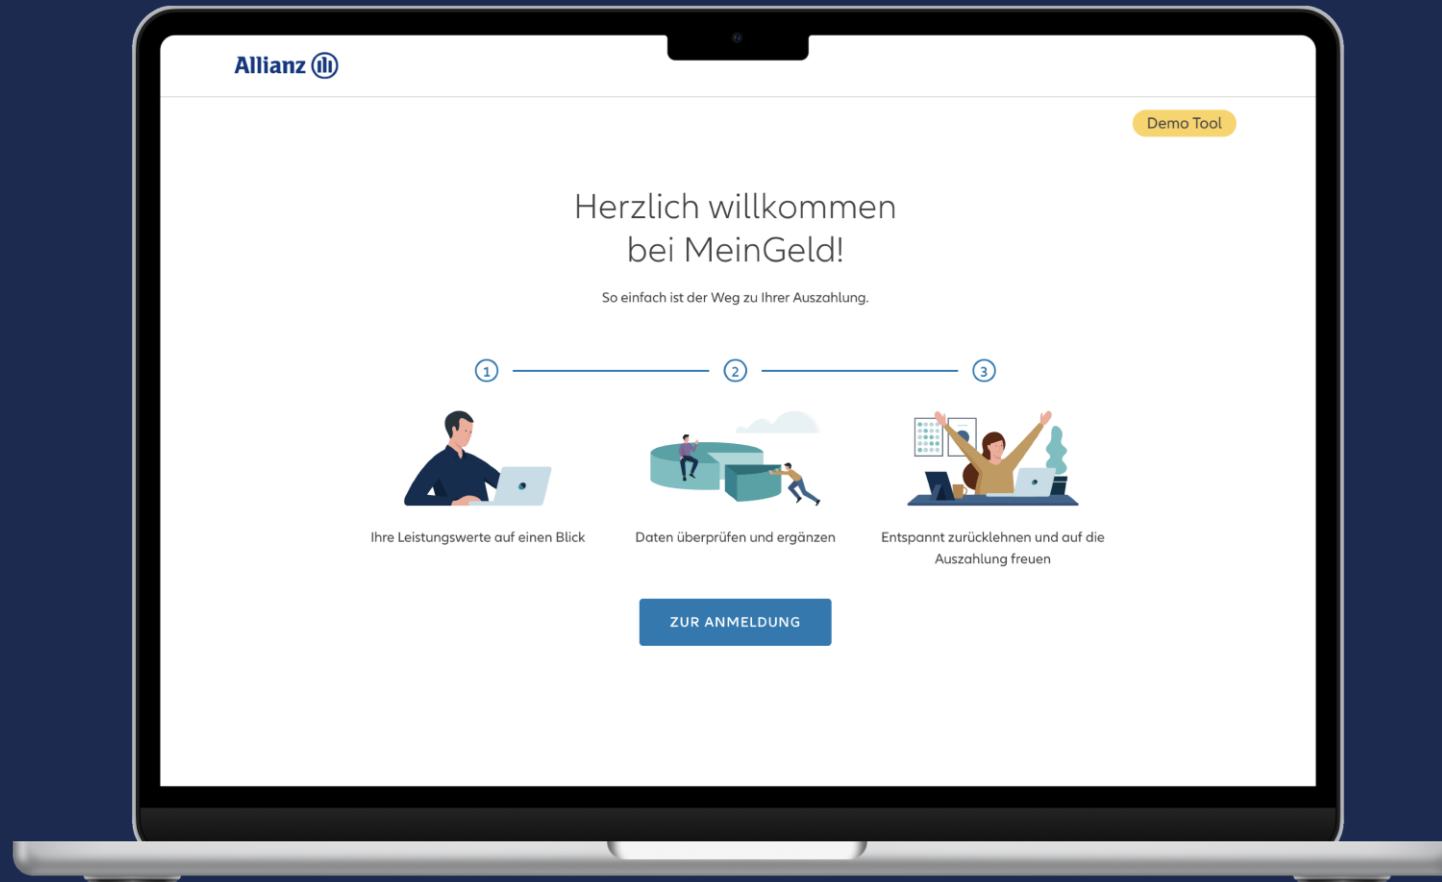 Allianz
Demo Tool
Herzlich willkommen
bei MeinGeld!
So einfach ist der Weg zu Ihrer Auszahlung.
1
2
3
Ihre Leistungswerte auf einen Blick
Daten überprüfen und ergänzen
Entspannt zurücklehnen und auf die
Auszahlung freuen
ZUR ANMELDUNG